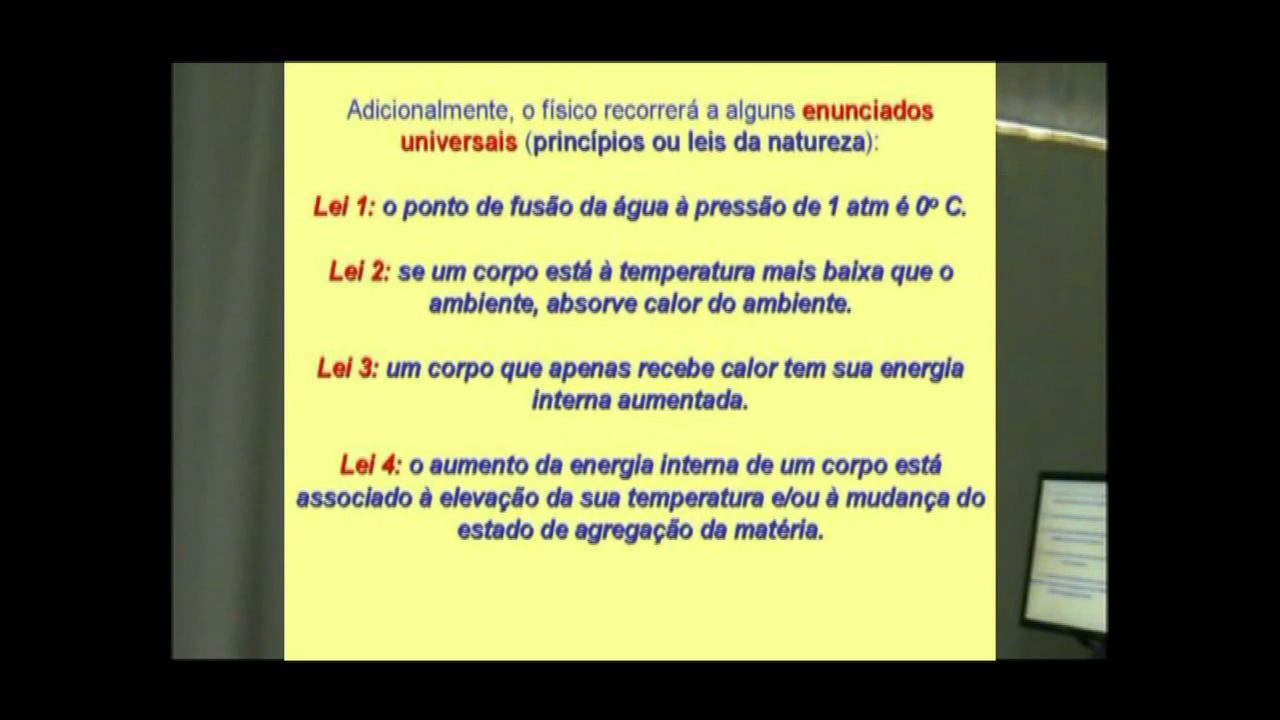 Adicionalmente, o físico recorrerá a alguns enunciados
universais (princípios ou leis da natureza):
Lei 1: o ponto de fusão da água à pressão de 1 atm é 0º C.
Lei 2: se um corpo está à temperatura mais baixa que o
ambiente, absorve calor do ambiente.
Lei 3: um corpo que apenas recebe calor tem sua energia
interna aumentada.
Lei 4: o aumento da energia interna de um corpo está
associado à elevação da sua temperatura e/ou à mudança do
estado de agregação da matéria.